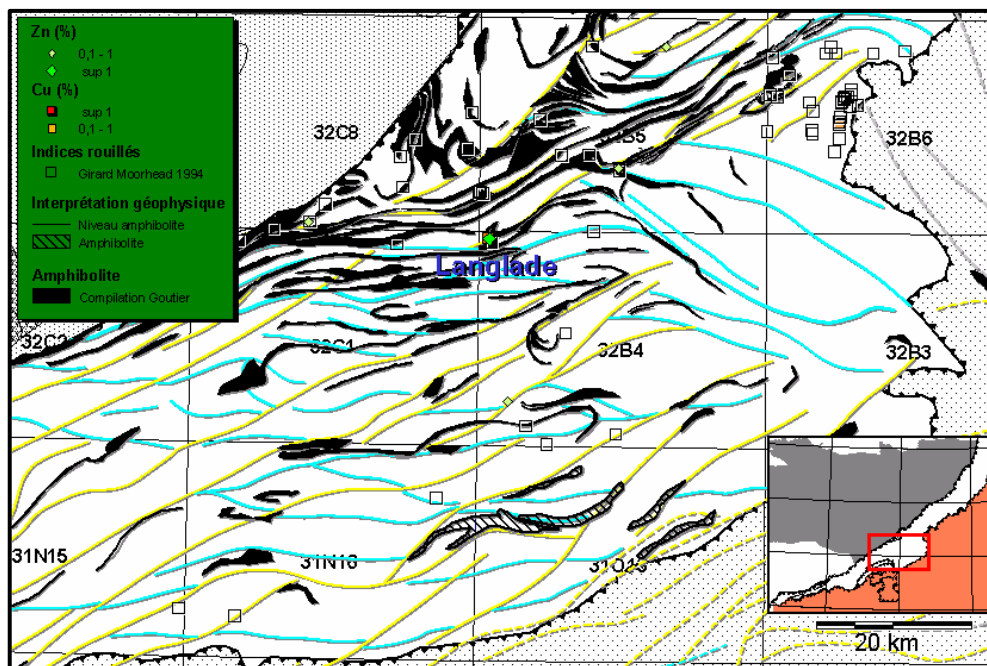 Zn (%)
0,1 - 1
sup 1
Cu (%)
sup 1
0,1 - 1
Indices rouillés
Girard Moorhead 1994
Interprétation géophysique
Niveau amphibolite
Amphibolite
Amphibolite
Compilation Goutier
32C8
32B5
32B6
Langlade
32C1
32B4
32B3
31N15
31N16
20 km